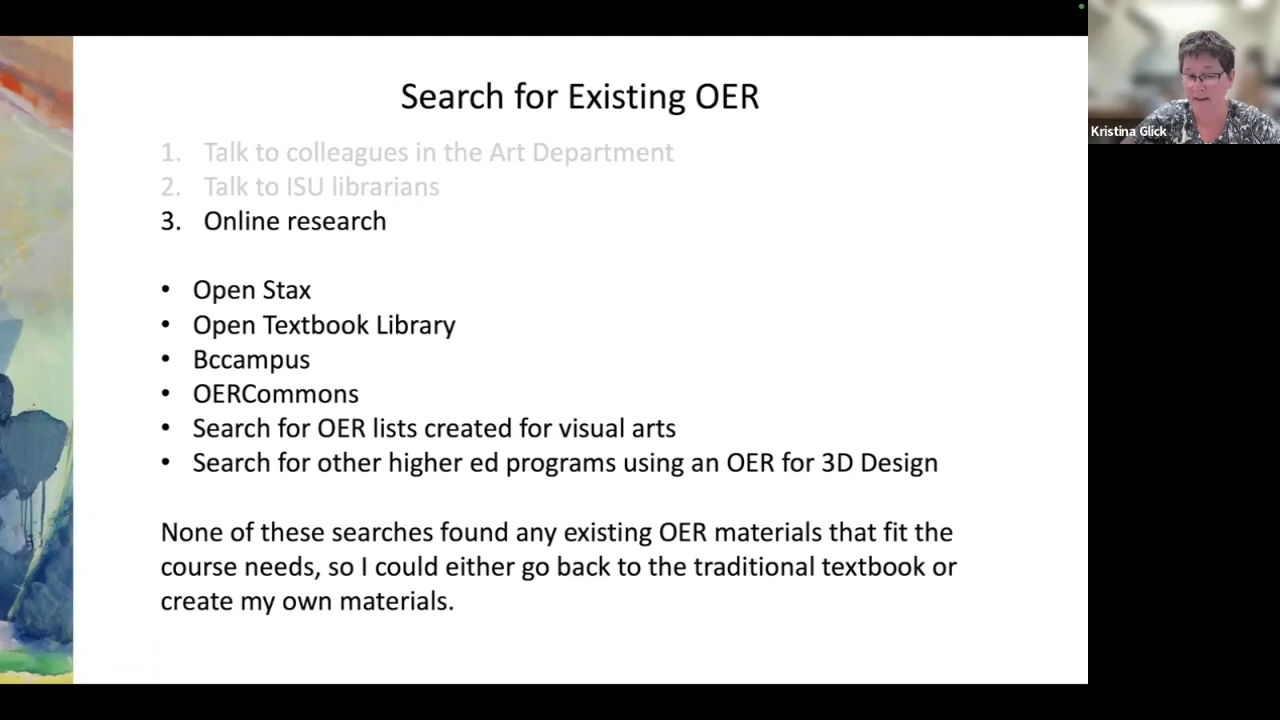 Search for Existing OER
1. Talk to colleagues in the Art Department
2. Talk to ISU librarians
3. Online research
• Open Stax
• Open Textbook Library
• Bccampus
• OERCommons
• Search for OER lists created for visual arts
• Search for other higher ed programs using an OER for 3D Design
None of these searches found any existing OER materials that fit the
course needs, so I could either go back to the traditional textbook or
create my own materials.
Kristina Glick